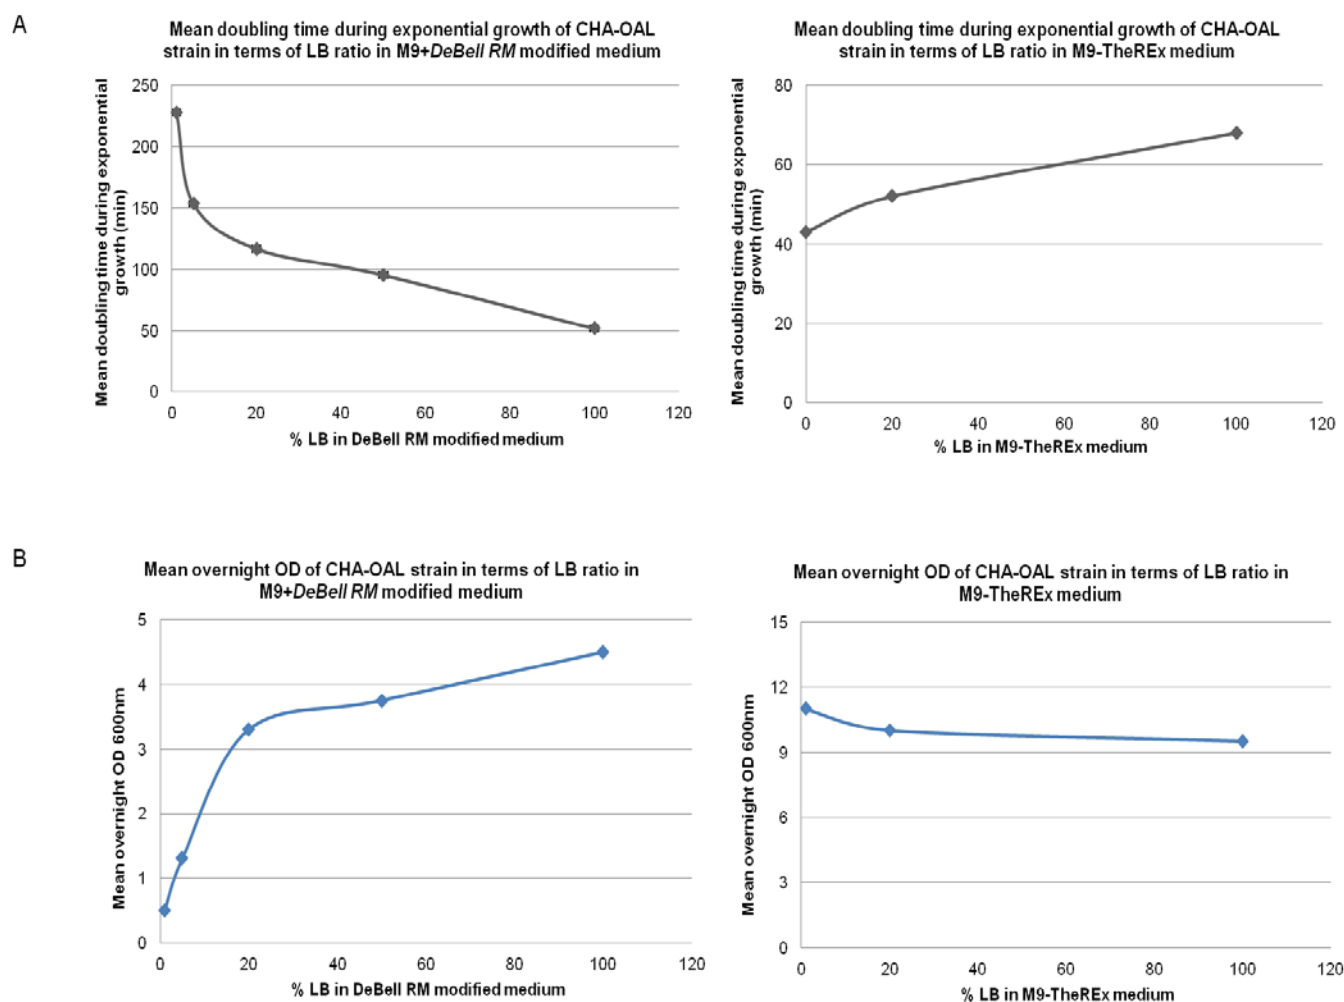 A
Mean doubling time during exponential growth of CHA-OAL
strain in terms of LB ratio in M9+DeBell RM modified medium
Mean doubling time during exponential
growth (min)
250
200
150
100
50
0
0 20 40 60 80 100 120
% LB in DeBell RM modified medium
Mean doubling time during exponential growth of CHA-OAL
strain in terms of LB ratio in M9-TheREx medium
Mean doubling time during exponential
growth (min)
80
60
40
20
0
0 20 40 60 80 100 120
% LB in M9-TheREx medium
B
Mean overnight OD of CHA-OAL strain in terms of LB ratio in
M9+DeBell RM modified medium
Mean overnight OD 600nm
5
4
3
2
1
0
0 20 40 60 80 100 120
% LB in DeBell RM modified medium
Mean overnight OD of CHA-OAL strain in terms of LB ratio in
M9-TheREx medium
Mean overnight OD 600nm
15
12
9
6
3
0
0 20 40 60 80 100 120
% LB in M9-TheREx medium